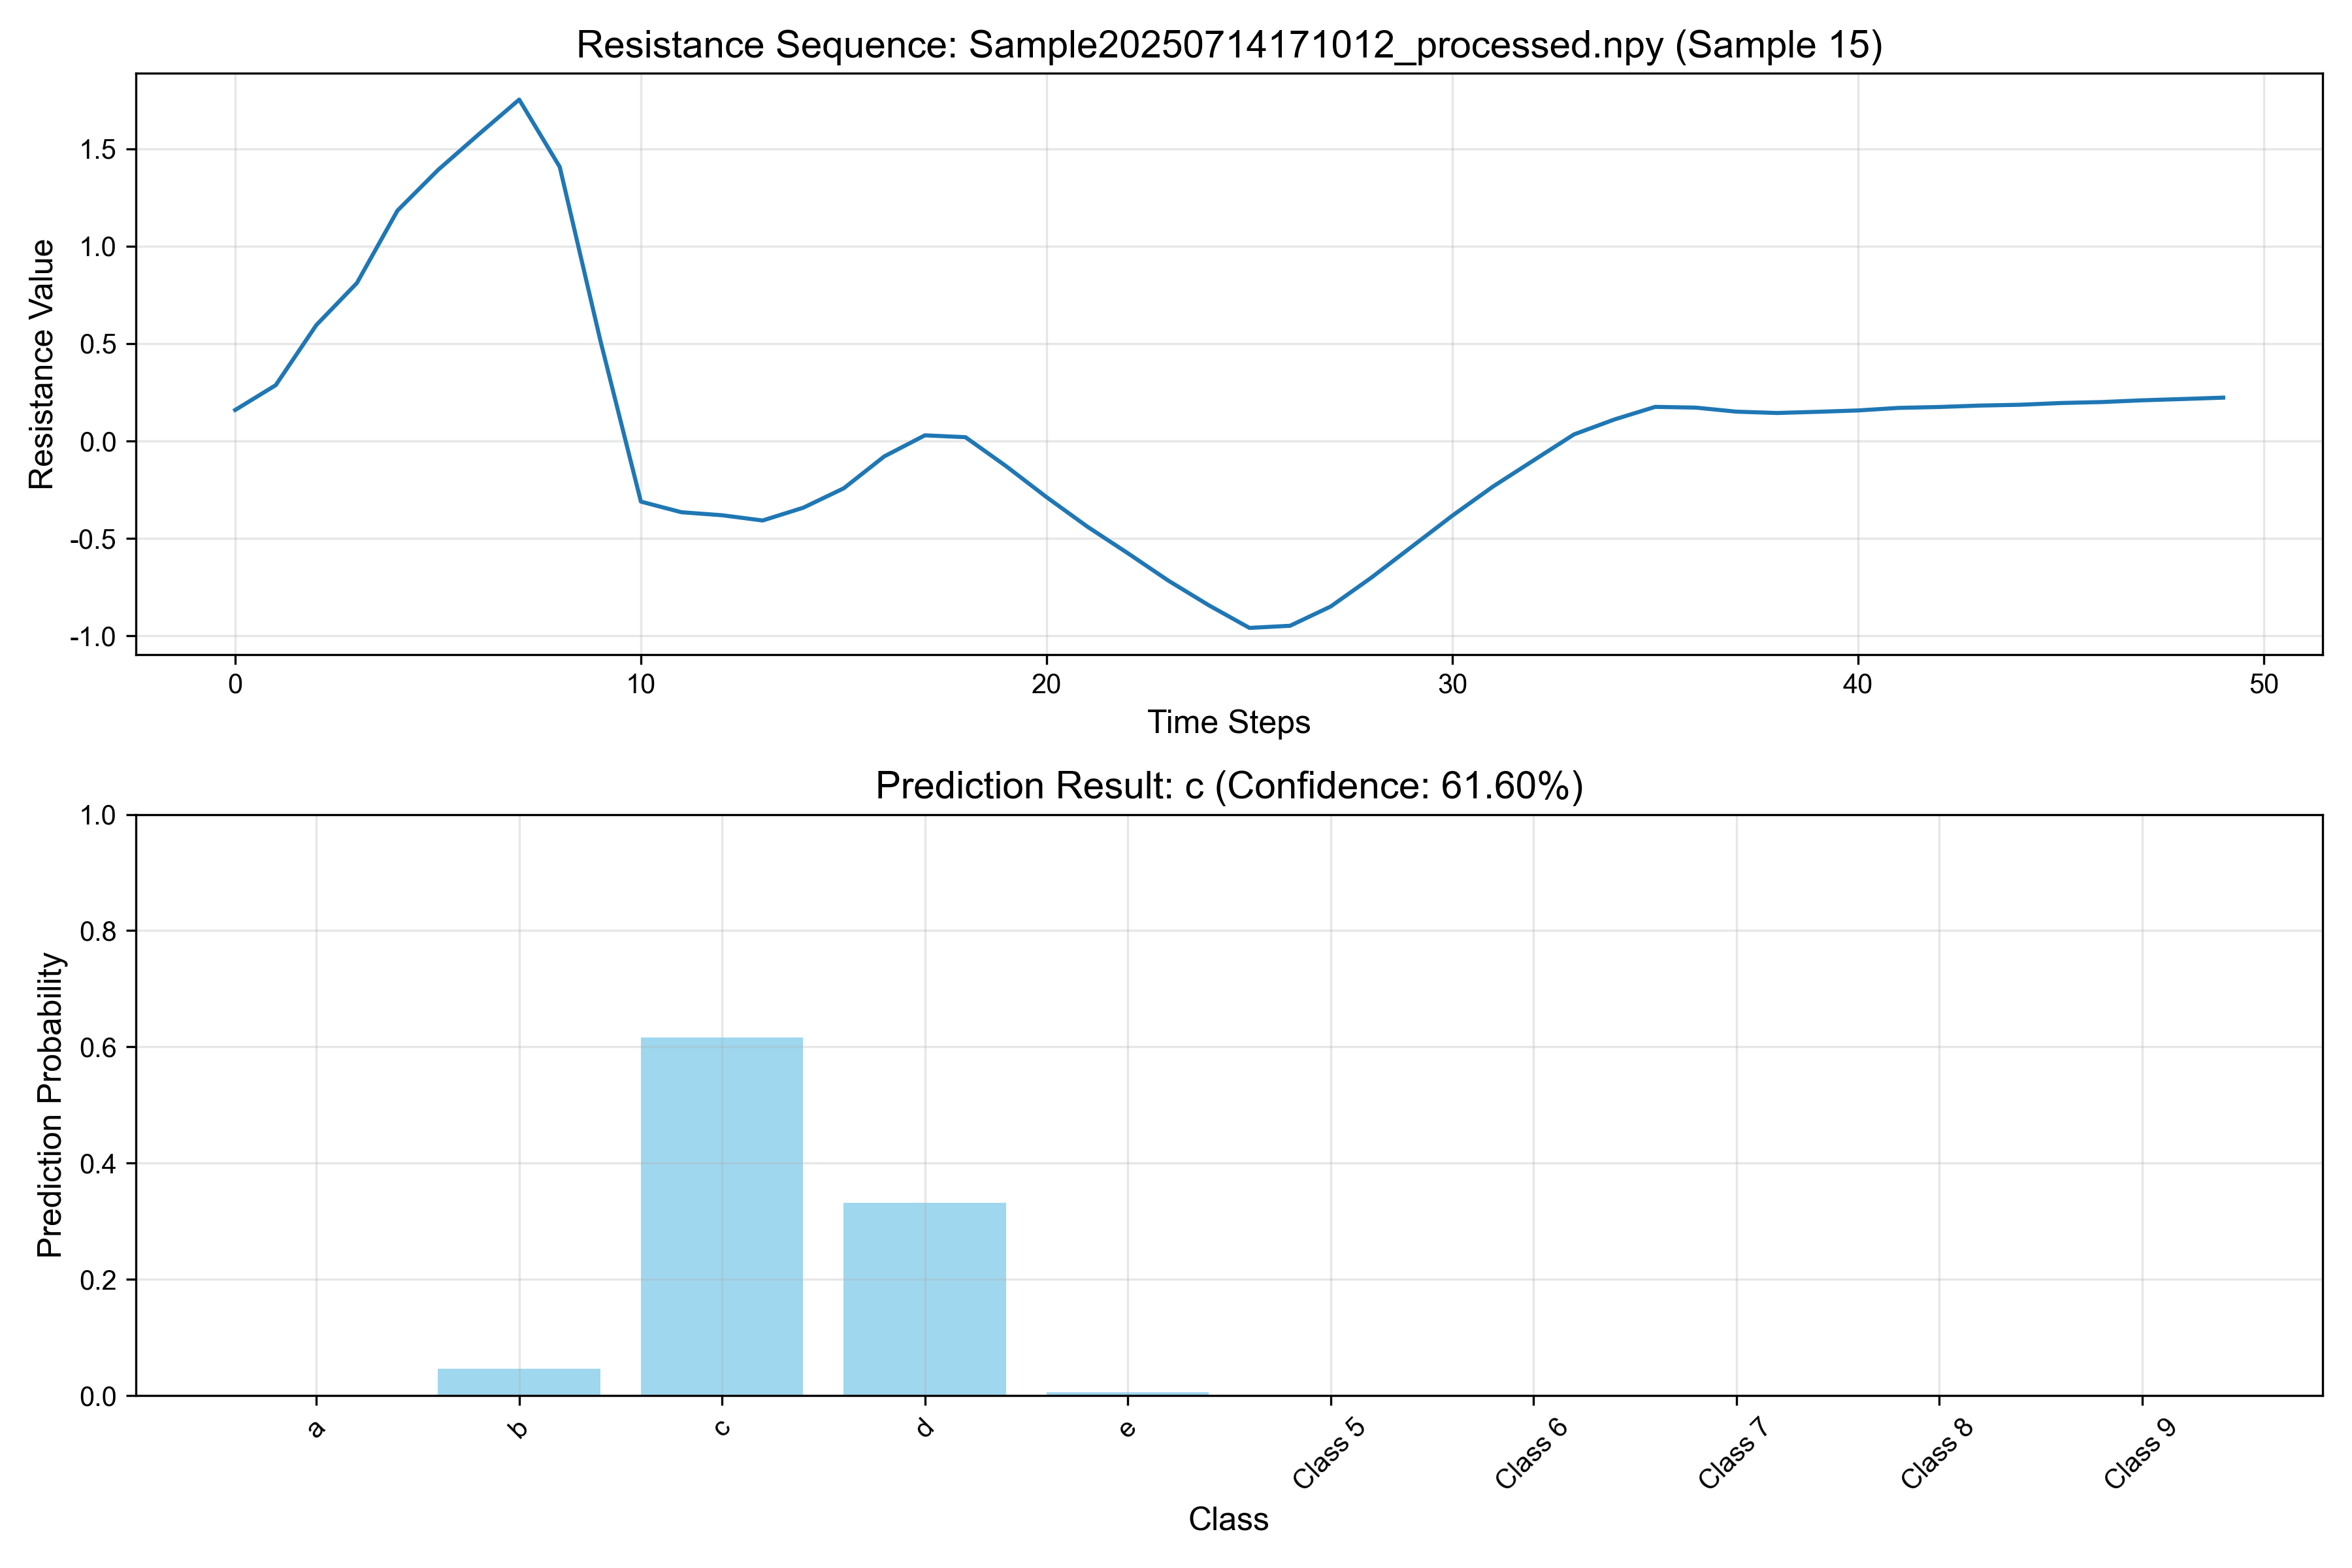 Resistance Sequence: Sample20250714171012_processed.npy (Sample 15)
Resistance Value
1.5
1.0
0.5
0.0
-0.5
-1.0
0 10 20 30 40 50
Time Steps
Prediction Result: c (Confidence: 61.60%)
Prediction Probability
1.0
0.8
0.6
0.4
0.2
0.0
a b c d e Class 5 Class 6 Class 7 Class 8 Class 9
Class